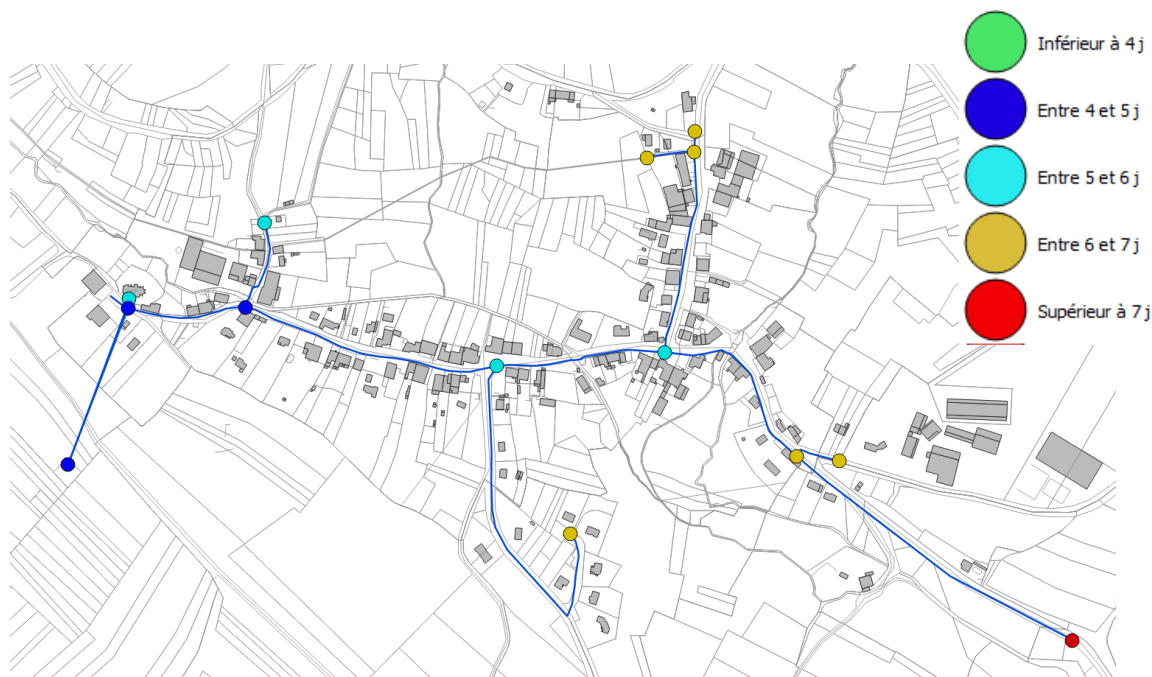 Inférieur à 4 j
Entre 4 et 5 j
Entre 5 et 6 j
Entre 6 et 7 j
Supérieur à 7 j